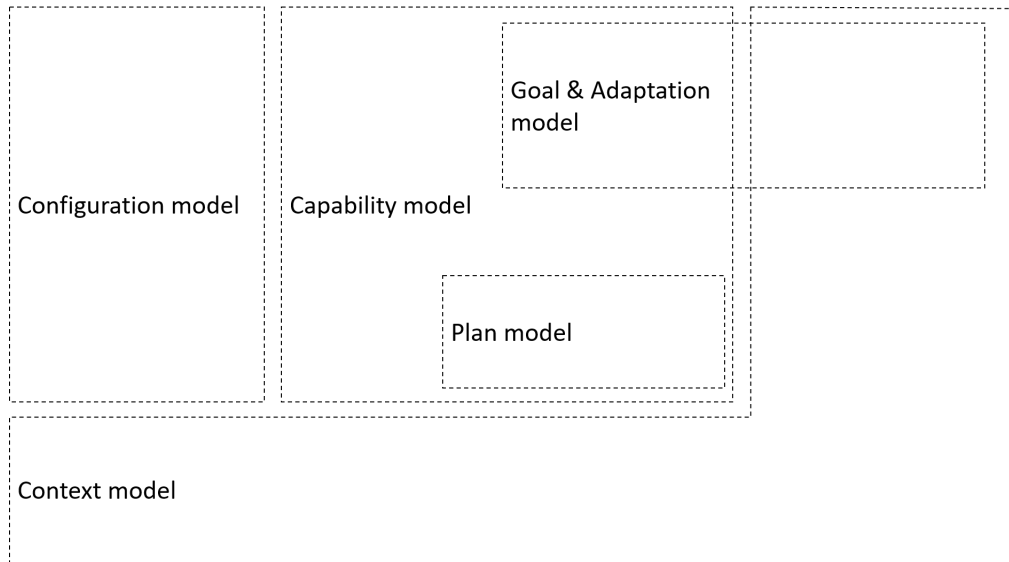 Goal & Adaptation
model
Configuration model
Capability model
Plan model
Context model